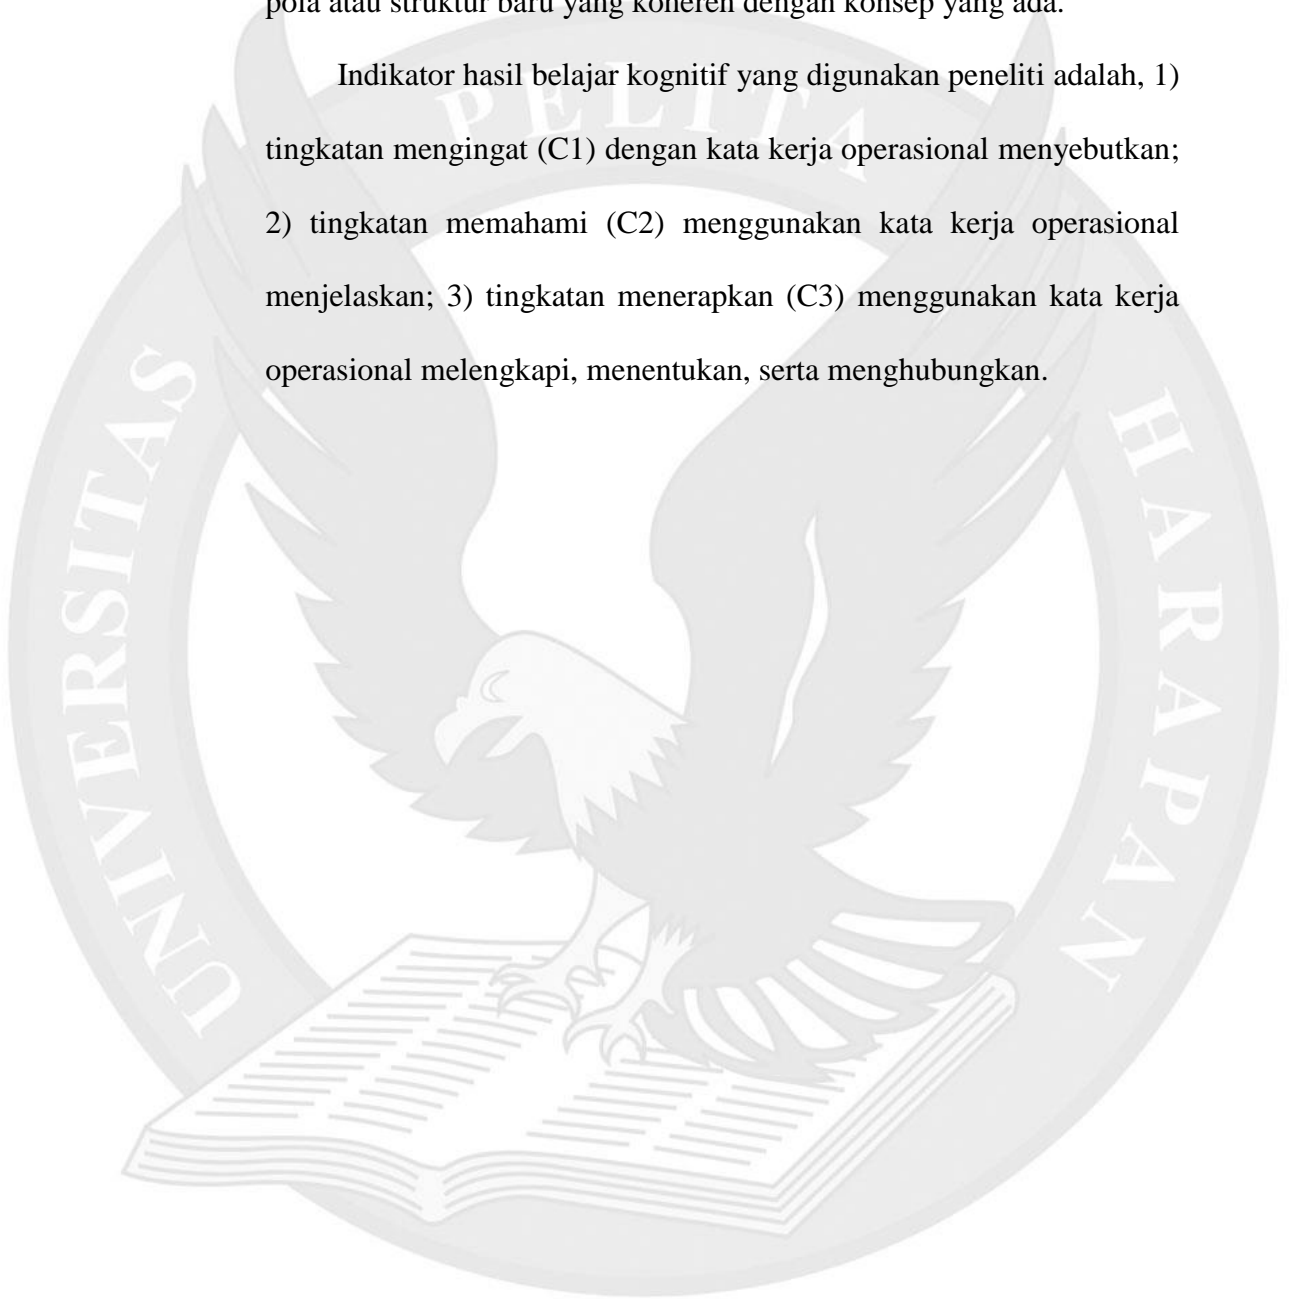 pola atau struktur baru yang koheren dengan konsep yang ada.
Indikator hasil belajar kognitif yang digunakan peneliti adalah, 1)
tingkatan mengingat (C1) dengan kata kerja operasional menyebutkan;
2) tingkatan memahami (C2) menggunakan kata kerja operasional
menjelaskan; 3) tingkatan menerapkan (C3) menggunakan kata kerja
operasional melengkapi, menentukan, serta menghubungkan.
UNIVERSITAS
PELITA
HARAPAN